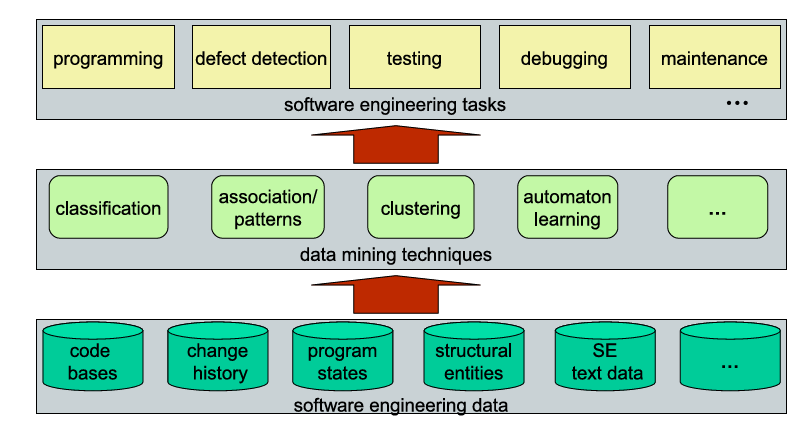 programming
defect detection
testing
debugging
maintenance
software engineering tasks
...
classification
association/
patterns
clustering
automaton
learning
...
data mining techniques
code
bases
change
history
program
states
structural
entities
SE
text data
...
software engineering data